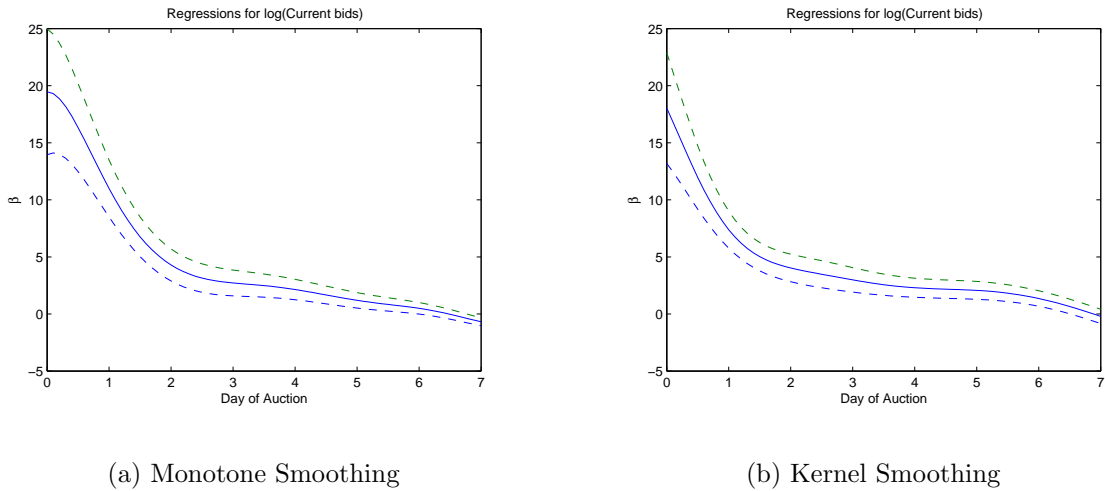 Regressions for log(Current bids)
25
20
15
10
5
0
−5
β
0 1 2 3 4 5 6 7
Day of Auction
(a) Monotone Smoothing
Regressions for log(Current bids)
25
20
15
10
5
0
−5
β
0 1 2 3 4 5 6 7
Day of Auction
(b) Kernel Smoothing